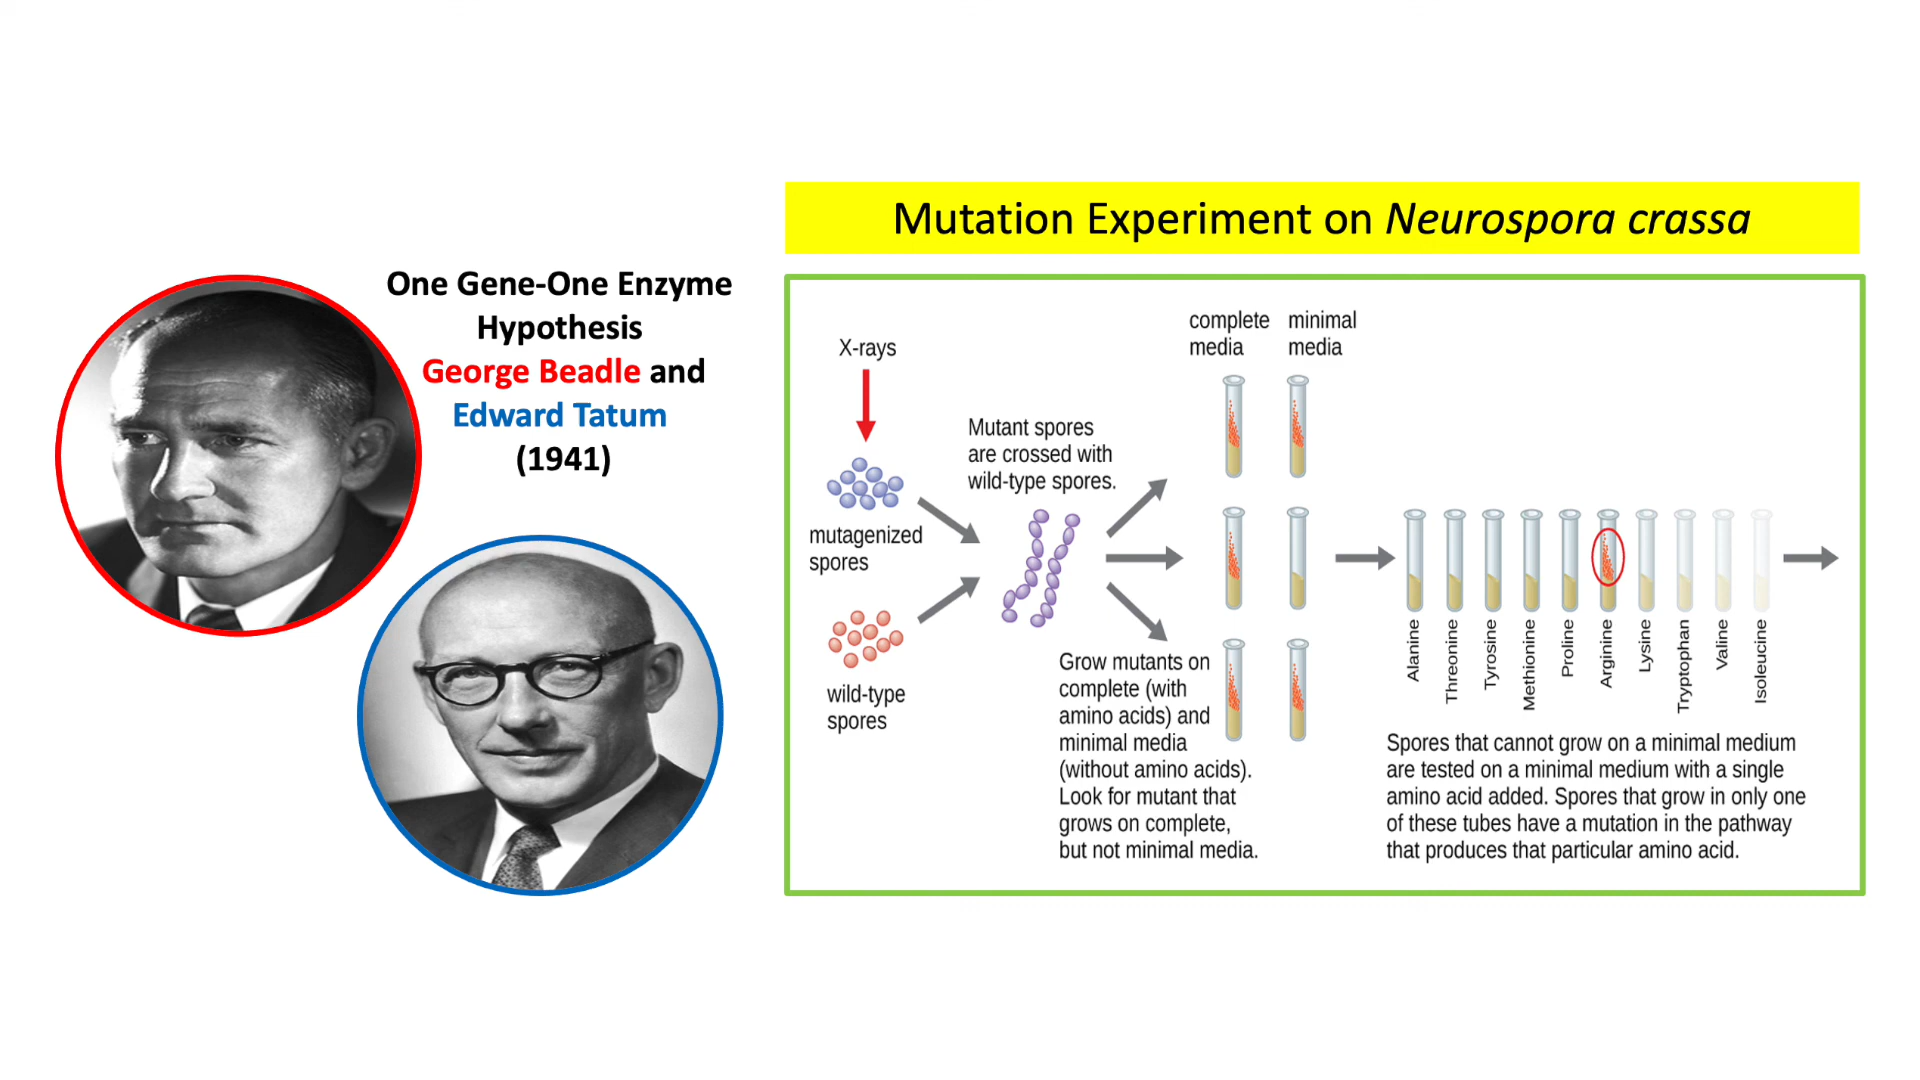 One Gene-One Enzyme
Hypothesis
George Beadle and
Edward Tatum
(1941)
Mutation Experiment on Neurospora crassa
X-rays
mutagenized
spores
wild-type
spores
Mutant spores
are crossed with
wild-type spores.
complete
media
minimal
media
Grow mutants on
complete (with
amino acids) and
minimal media
(without amino acids).
Look for mutant that
grows on complete,
but not minimal media.
Alanine
Threonine
Tyrosine
Methionine
Proline
Arginine
Lysine
Tryptophan
Valine
Isoleucine
Spores that cannot grow on a minimal medium
are tested on a minimal medium with a single
amino acid added. Spores that grow in only one
of these tubes have a mutation in the pathway
that produces that particular amino acid.